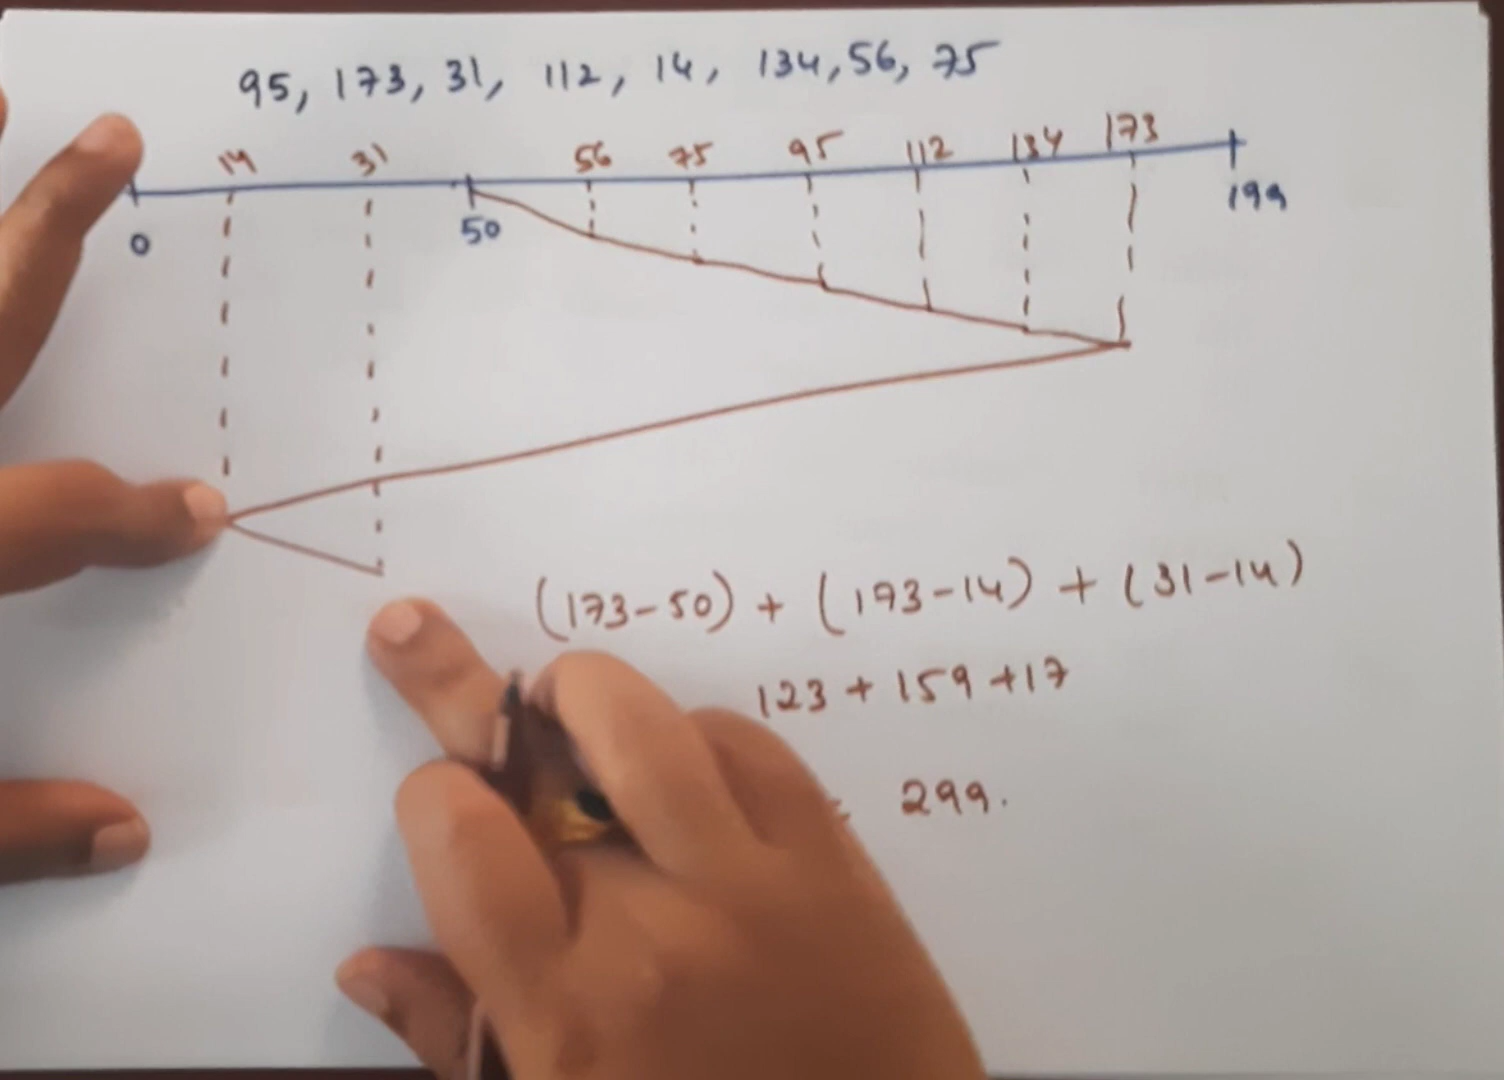 95, 173, 31, 112, 14, 134, 56, 75
14 31 56 75 95 112 134 173
0 50 199
(173-50) + (193-14) + (31-14)
123 + 159 +17
= 299.